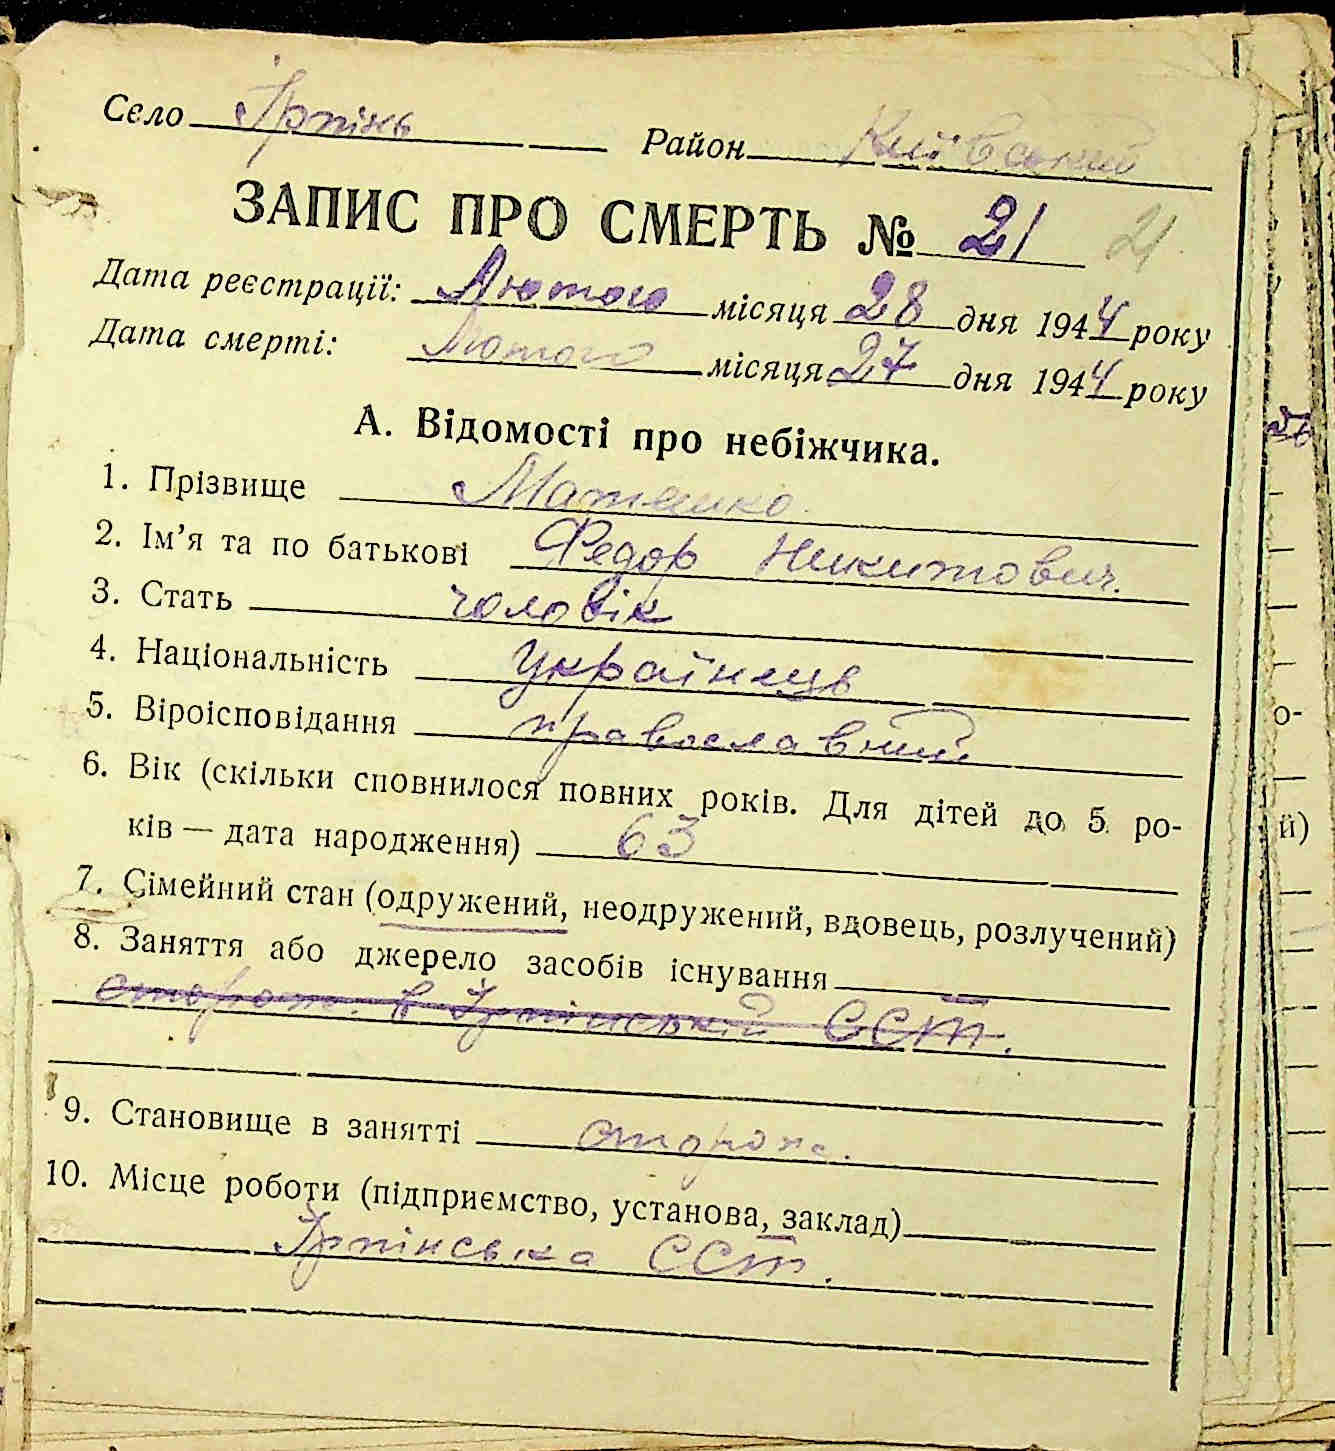 Село Ірпінь Район Київський
ЗАПИС ПРО СМЕРТЬ № 21 21
Дата реєстрації: Лютого місяця 28 дня 1944 року
Дата смерті: Лютого місяця 27 дня 1944 року
А. Відомості про небіжчика.
1. Прізвище Матяшко
2. Ім’я та по батькові Федор Никитович.
3. Стать чоловік
4. Національність Українець
5. Віроісповідання православний
6. Вік (скільки сповнилося повних років. Для дітей до 5 ро-
ків — дата народження) 63
7. Сімейний стан (одружений, неодружений, вдовець, розлучений)
8. Заняття або джерело засобів існування
сторож. в Ірпінській ССТ.
9. Становище в занятті сторож.
10. Місце роботи (підприємство, установа, заклад)
Ірпінська ССТ.
о-
й)